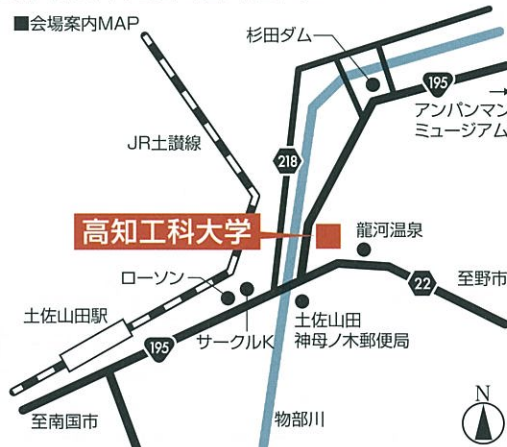 ■会場案内MAP
杉田ダム
195
アンパンマン
ミュージアム
JR土讃線
218
高知工科大学
龍河温泉
ローソン
22
至野市
土佐山田駅
サークルK
土佐山田
神母ノ木郵便局
195
至南国市
物部川
N